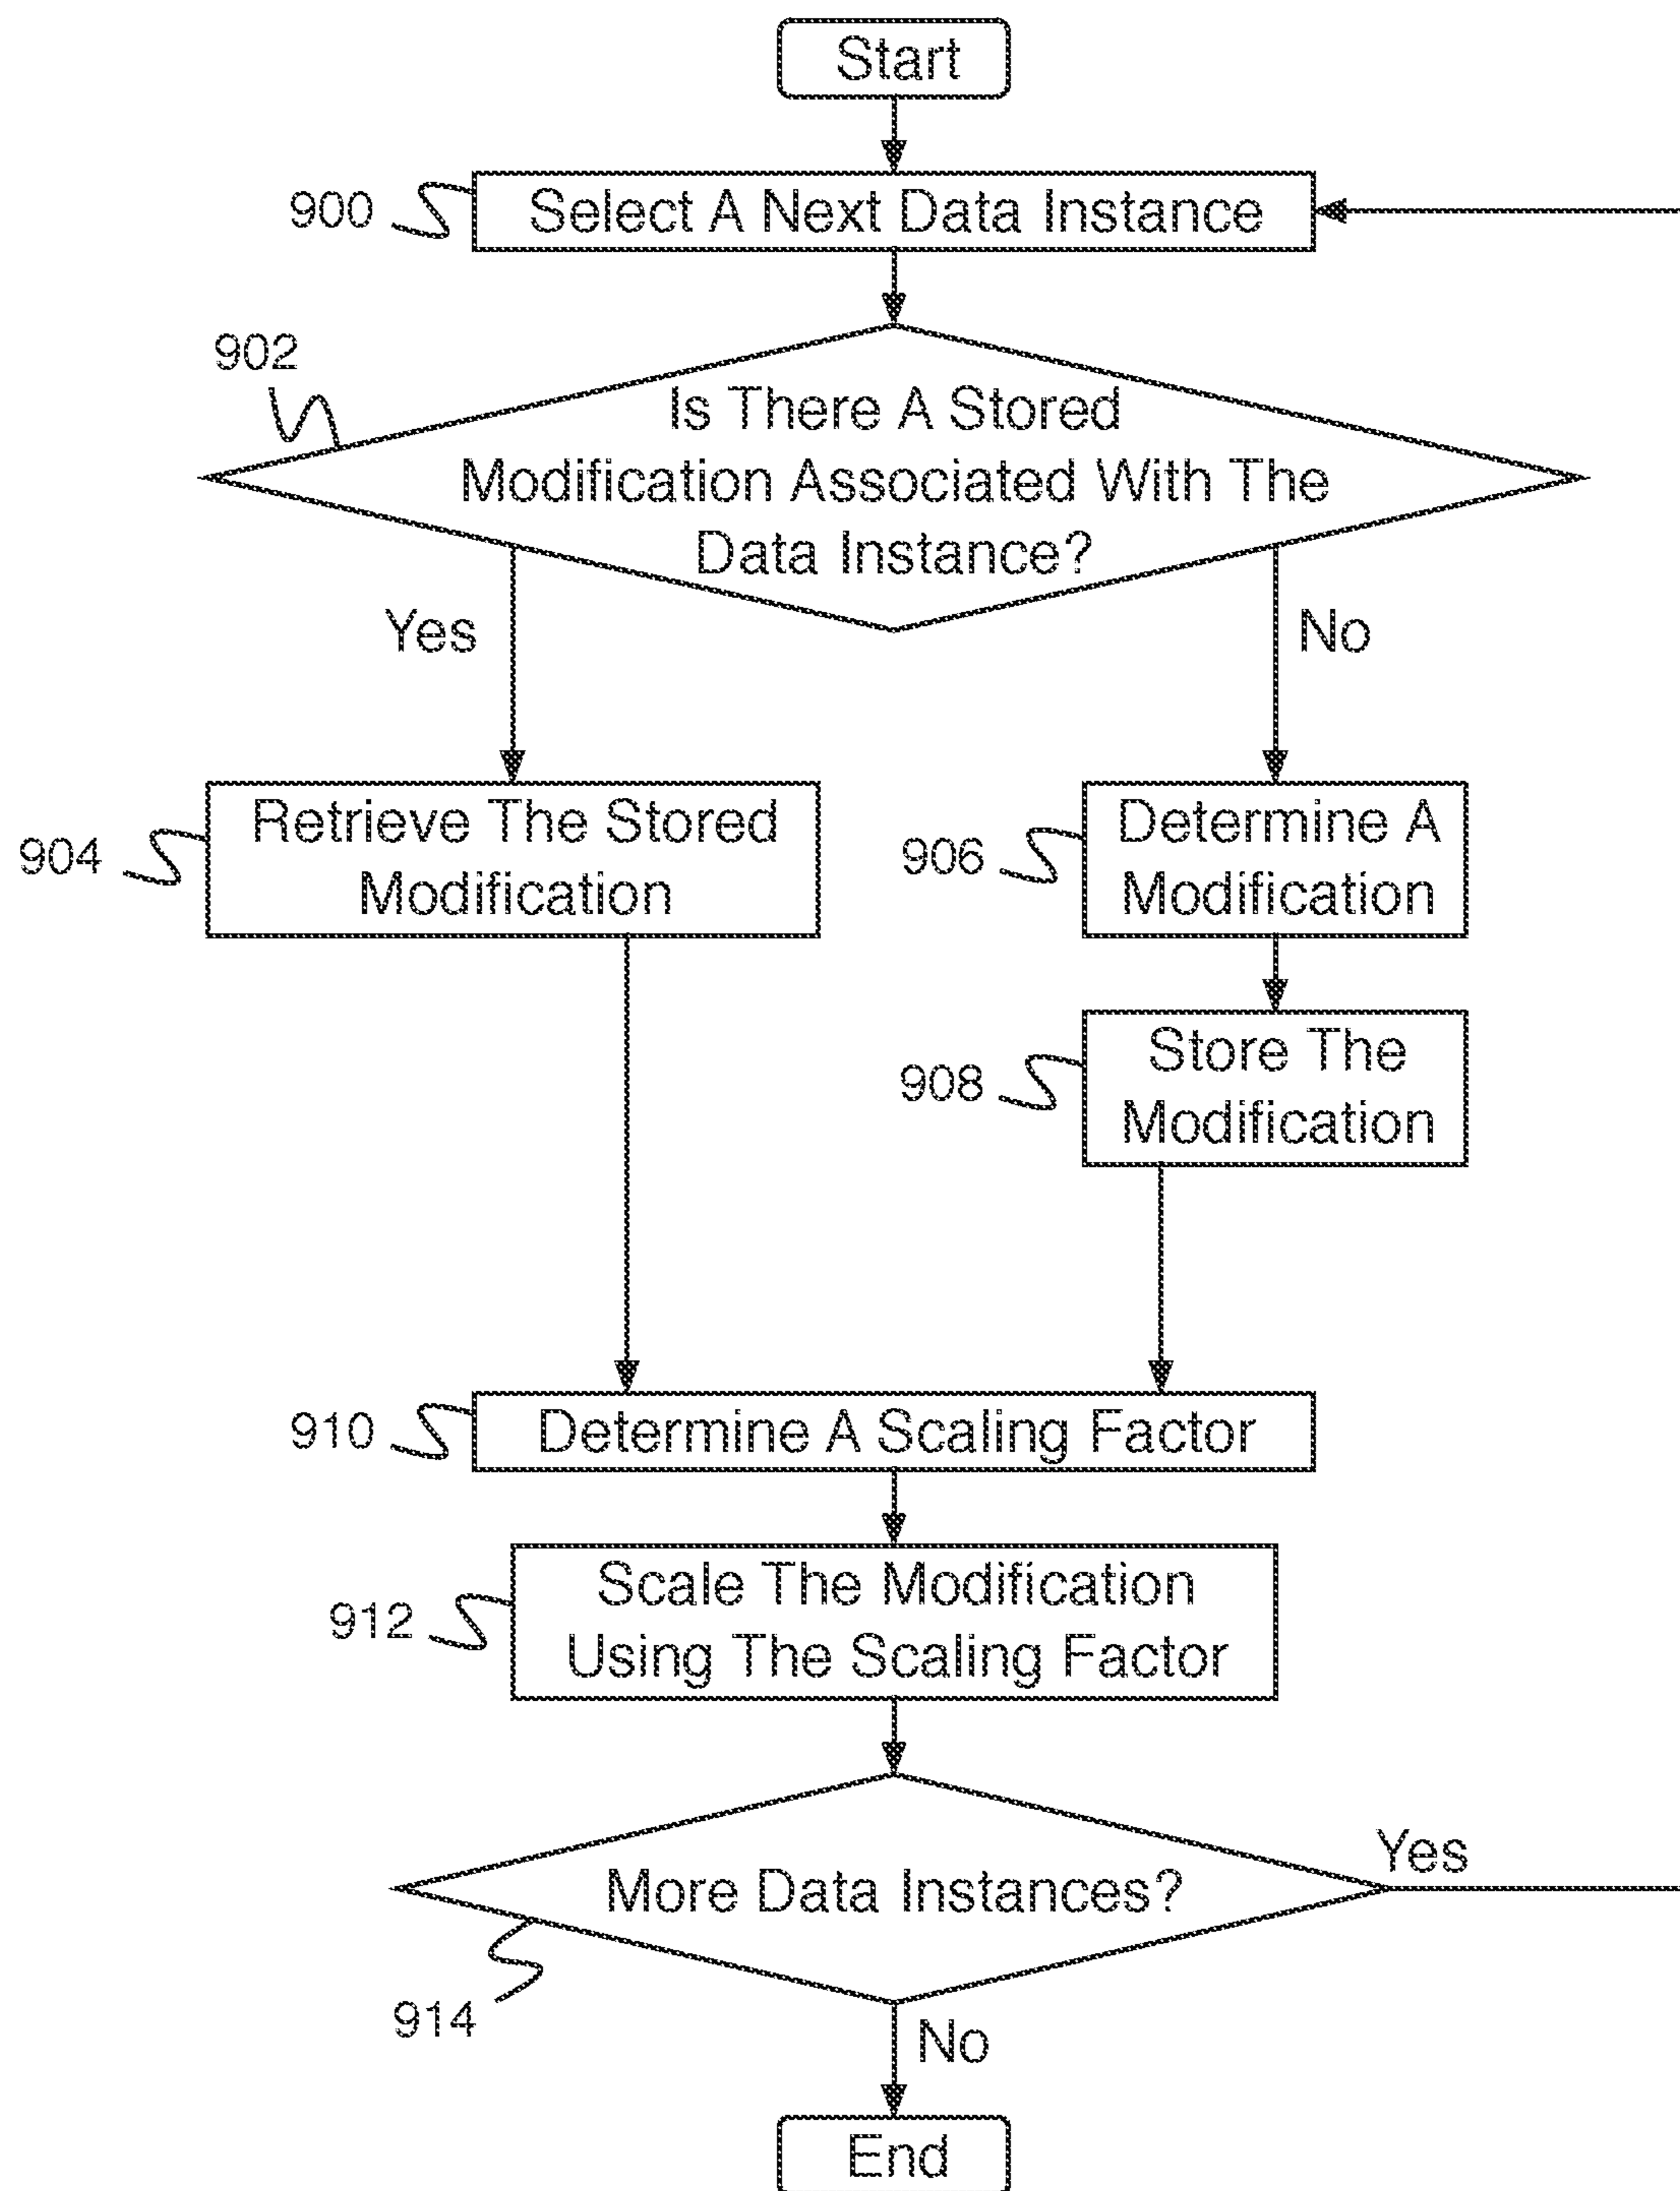 Start
900
Select A Next Data Instance
902
Is There A Stored
Modification Associated With The
Data Instance?
Yes
No
904
Retrieve The Stored
Modification
906
Determine A
Modification
908
Store The
Modification
910
Determine A Scaling Factor
912
Scale The Modification
Using The Scaling Factor
More Data Instances?
Yes
914
No
End